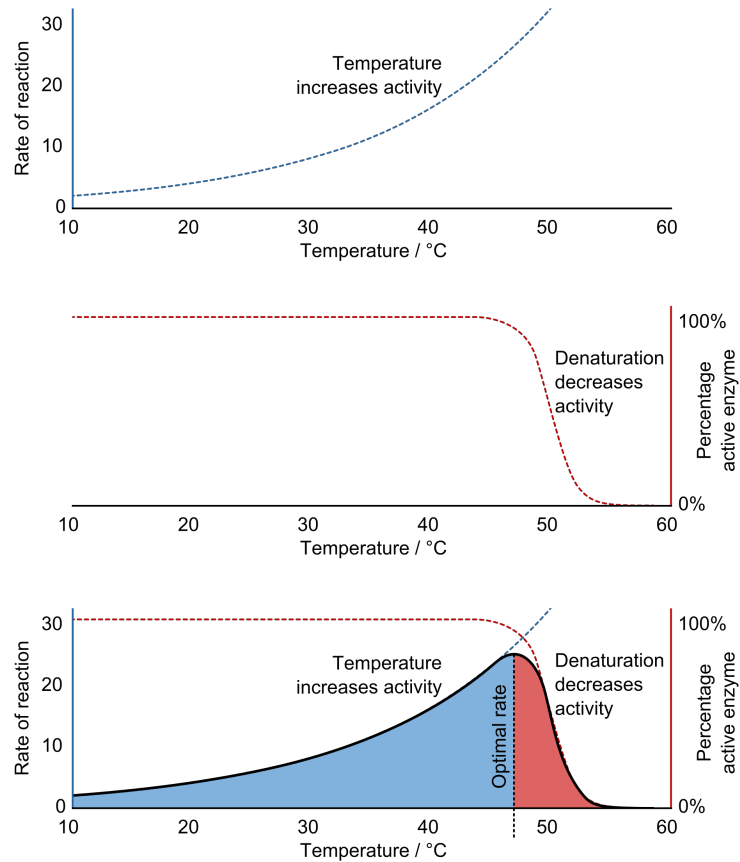 30
20
10
0
Rate of reaction
Temperature
increases activity
10 20 30 40 50 60
Temperature / °C
100%
0%
Percentage
active enzyme
Denaturation
decreases
activity
10 20 30 40 50 60
Temperature / °C
30
20
10
0
Rate of reaction
Temperature
increases activity
Optimal rate
Denaturation
decreases
activity
100%
0%
Percentage
active enzyme
10 20 30 40 50 60
Temperature / °C